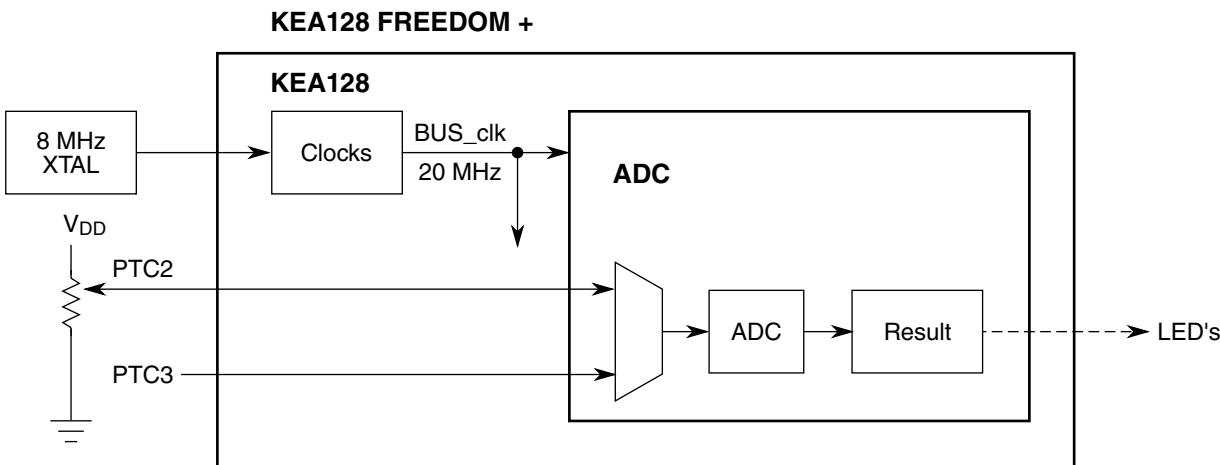 KEA128 FREEDOM +
KEA128
8 MHz
XTAL
Clocks
BUS_clk
20 MHz
ADC
VDD
PTC2
PTC3
ADC
Result
LED's